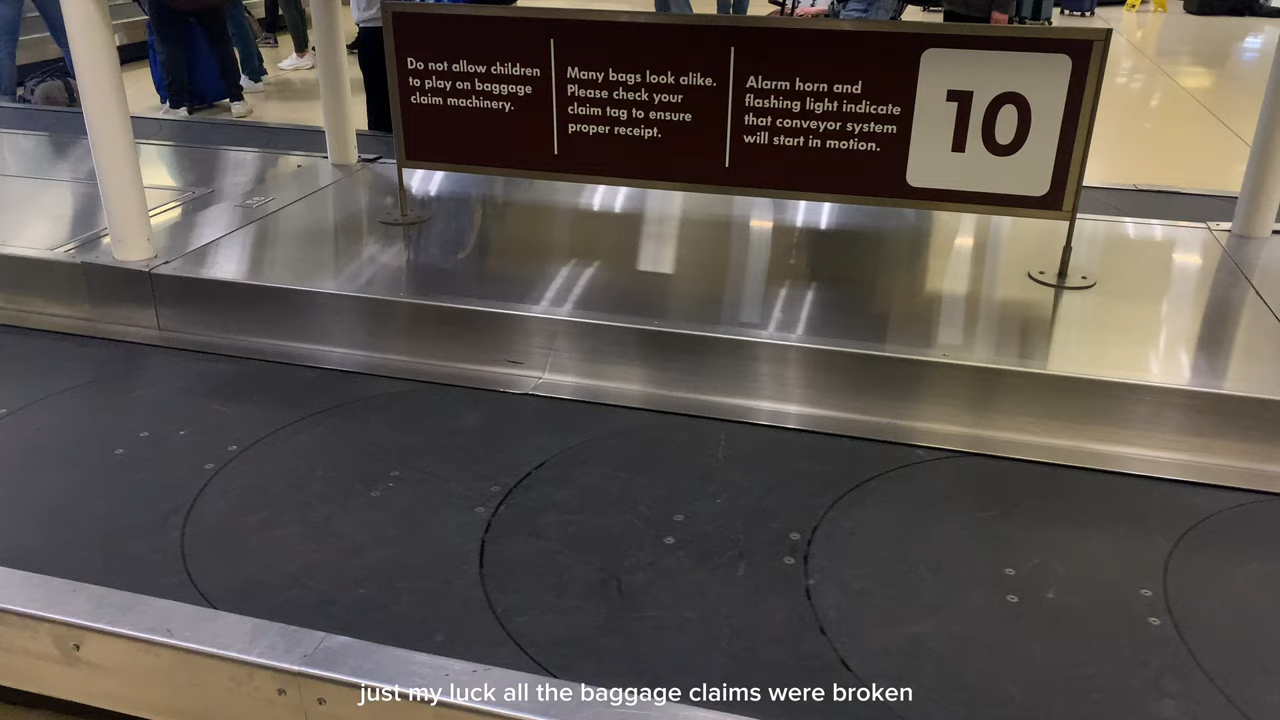 Do not allow children
to play on baggage
claim machinery.
Many bags look alike.
Please check your
claim tag to ensure
proper receipt.
Alarm horn and
flashing light indicate
that conveyor system
will start in motion.
10
just my luck all the baggage claims were broken